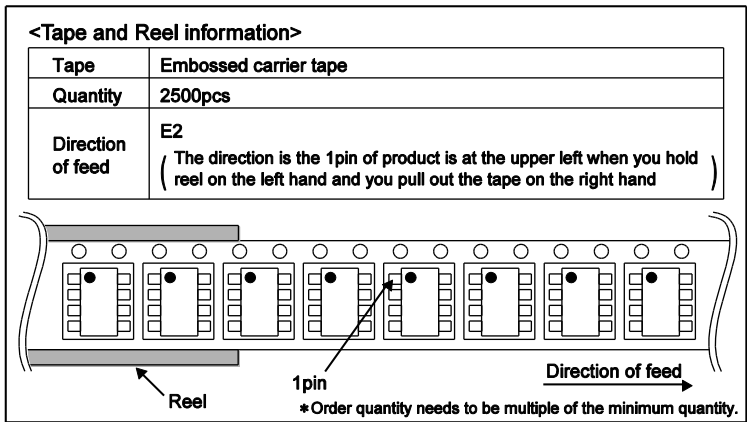 <Tape and Reel information>
Tape Embossed carrier tape
Quantity 2500pcs
Direction of feed E2
( The direction is the 1pin of product is at the upper left when you hold
reel on the left hand and you pull out the tape on the right hand )
Reel
1pin
Direction of feed
*Order quantity needs to be multiple of the minimum quantity.